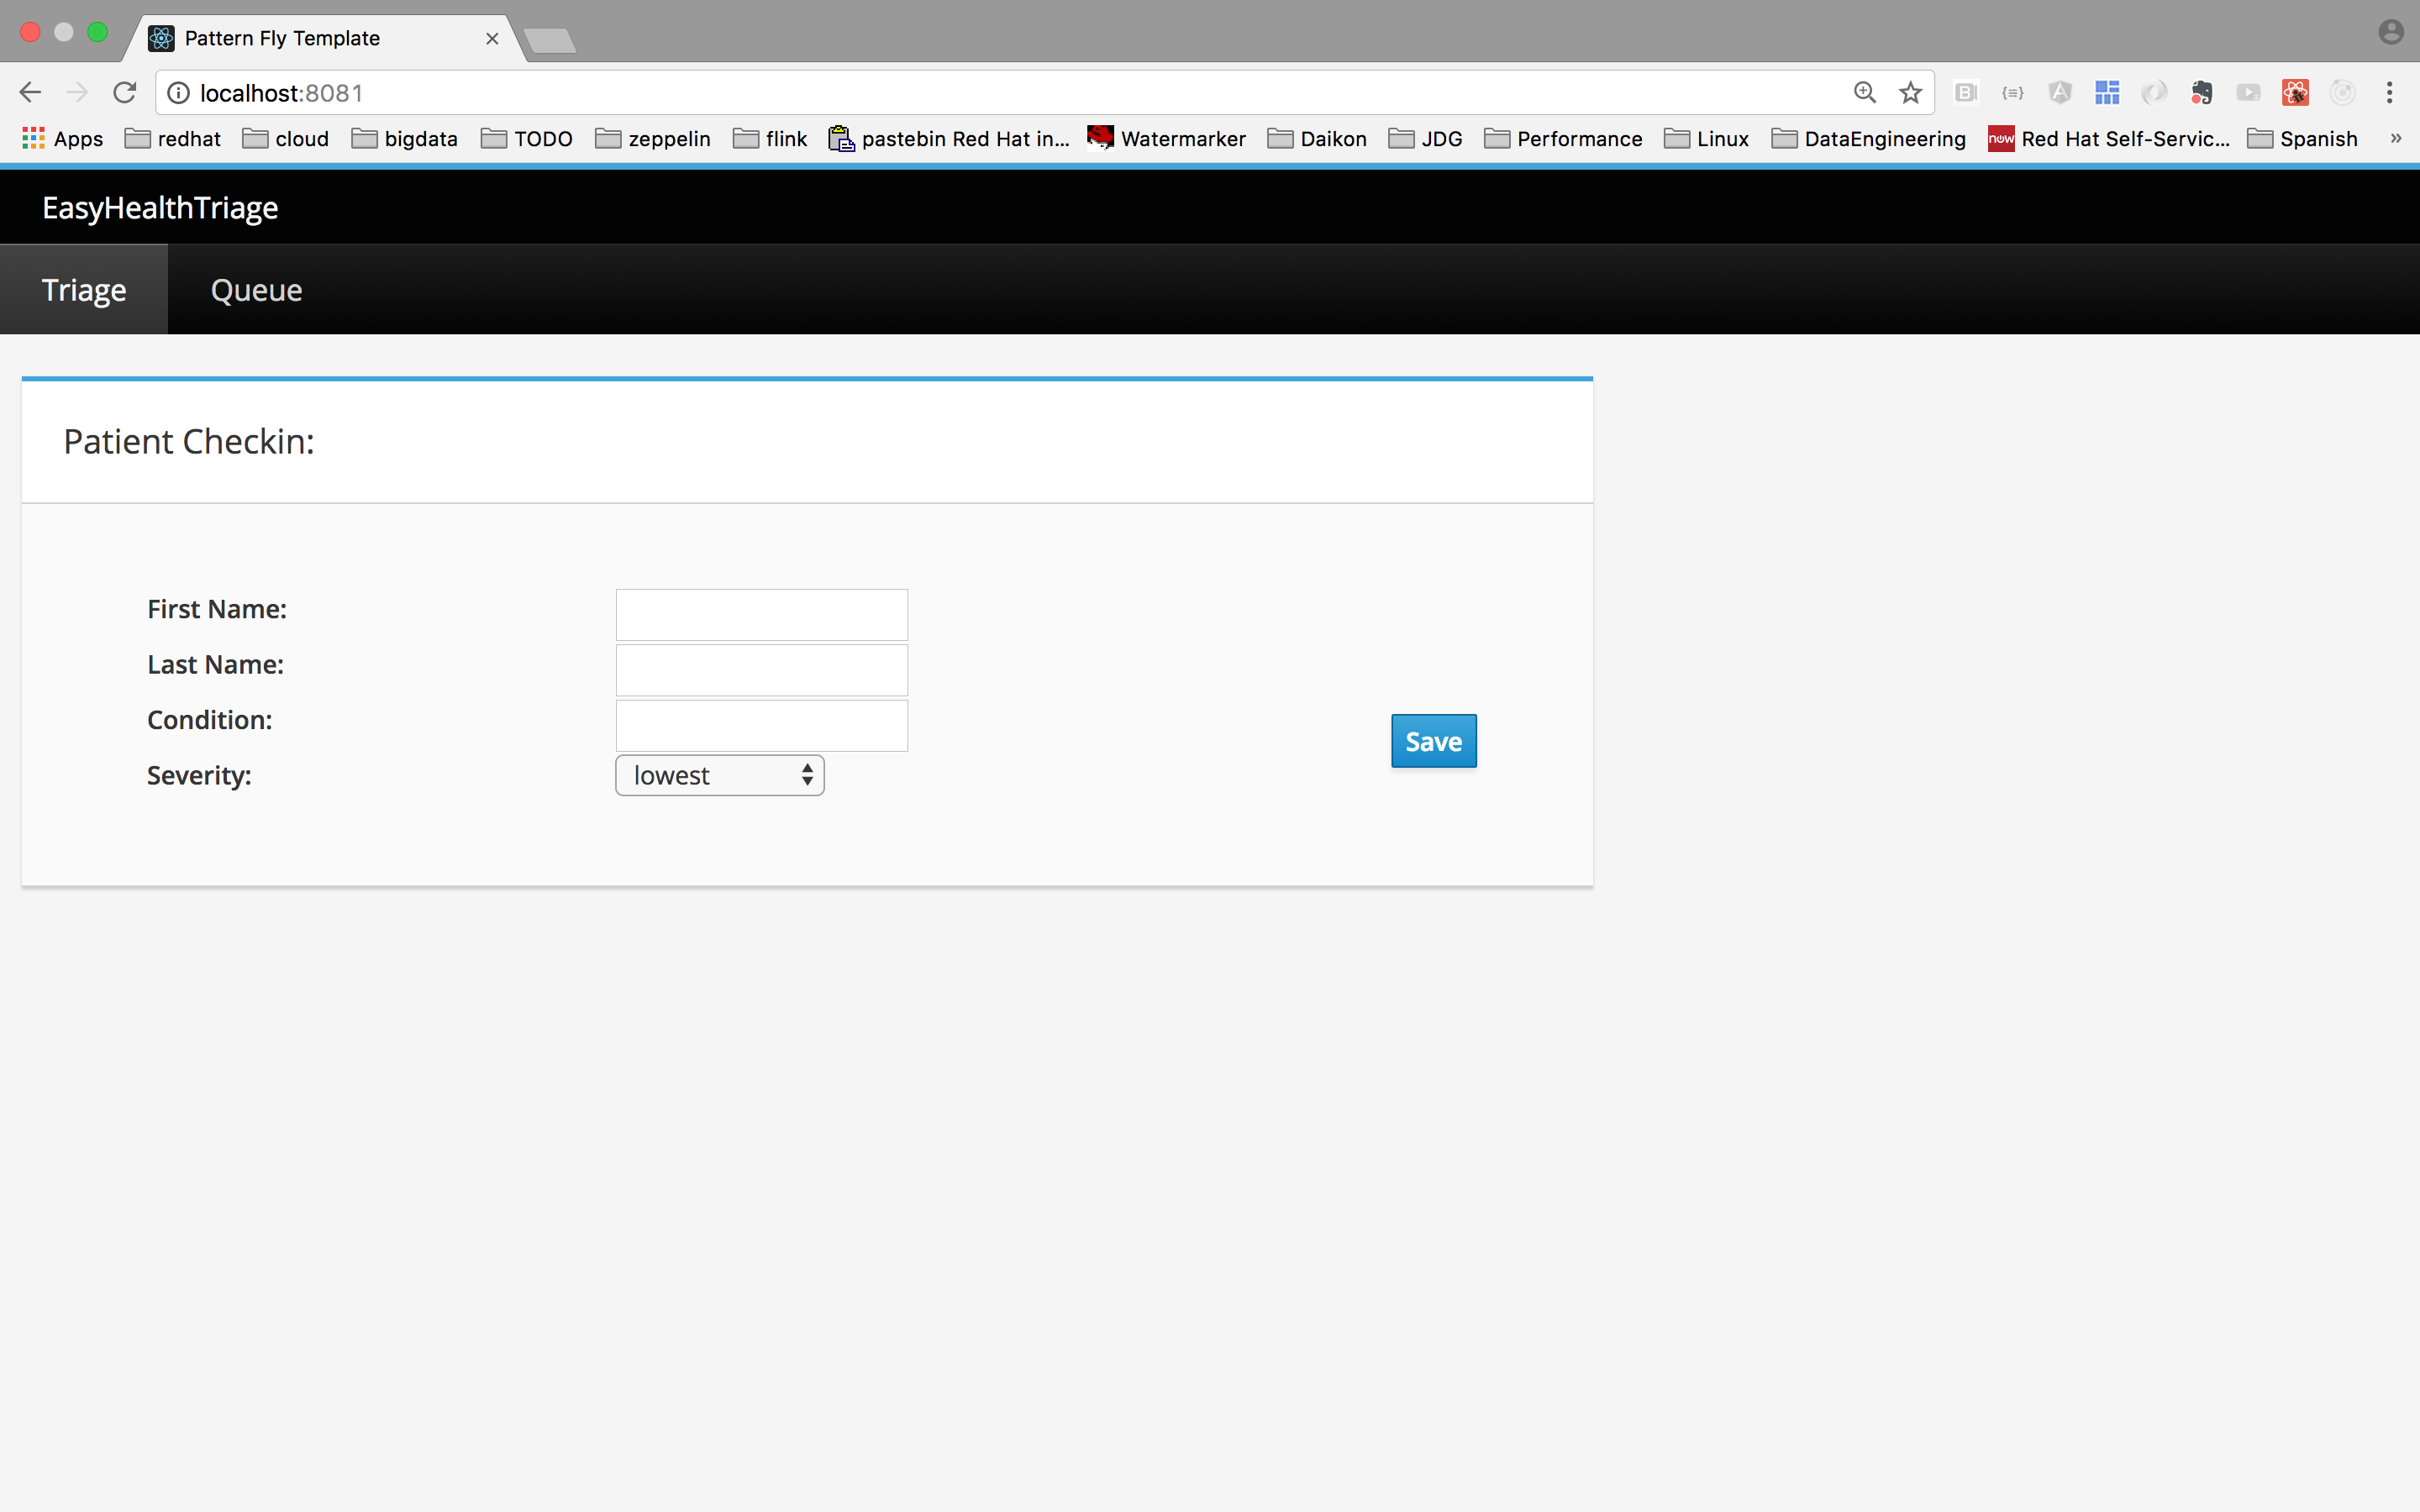 Pattern Fly Template
localhost:8081
Apps redhat cloud bigdata TODO zeppelin flink pastebin Red Hat in... Watermarker Daikon JDG Performance Linux DataEngineering now Red Hat Self-Servic... Spanish »
EasyHealthTriage
Triage Queue
Patient Checkin:
First Name:
Last Name:
Condition:
Save
Severity: lowest